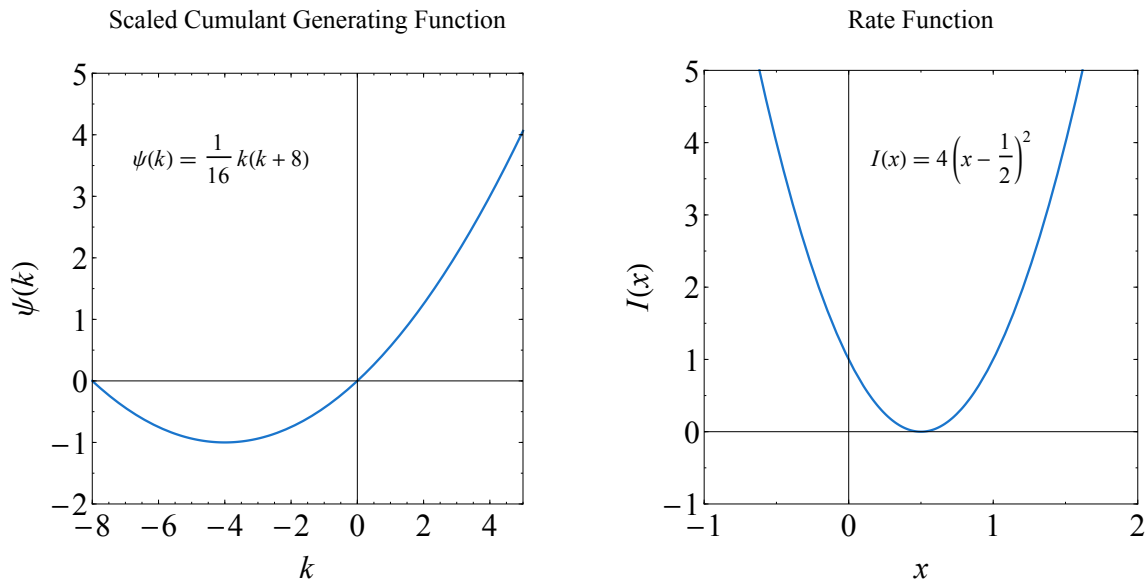 Scaled Cumulant Generating Function
5
4
3
2
1
0
−1
−2
ψ(k)
ψ(k) = 1/16 k(k + 8)
−8 −6 −4 −2 0 2 4
k
Rate Function
5
4
3
2
1
0
−1
I(x)
I(x) = 4 (x − 1/2)²
−1 0 1 2
x